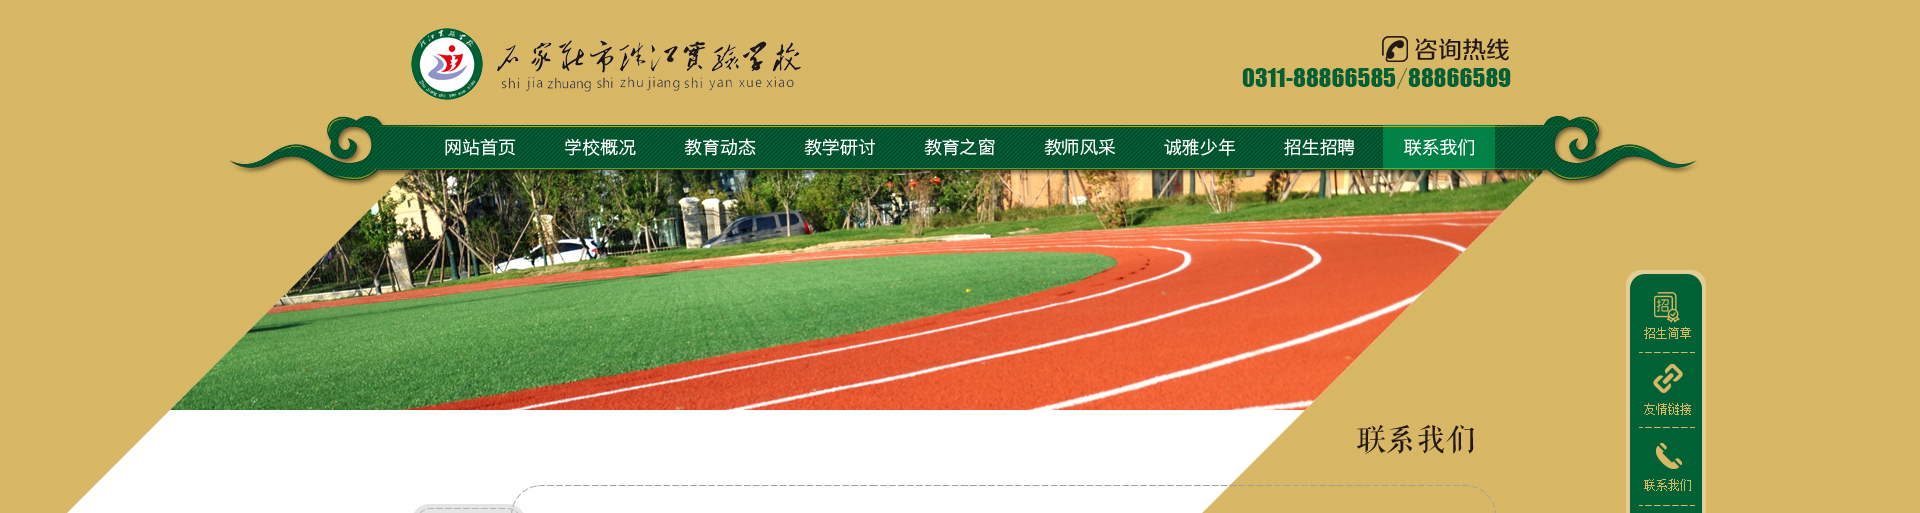 石家莊市珠江實驗學校
shi jia zhuang shi zhu jiang shi yan xue xiao
咨询热线
0311-88866585/88866589
网站首页 学校概况 教育动态 教学研讨 教育之窗 教师风采 诚雅少年 招生招聘 联系我们
招
招生简章
友情链接
联系我们
联系我们